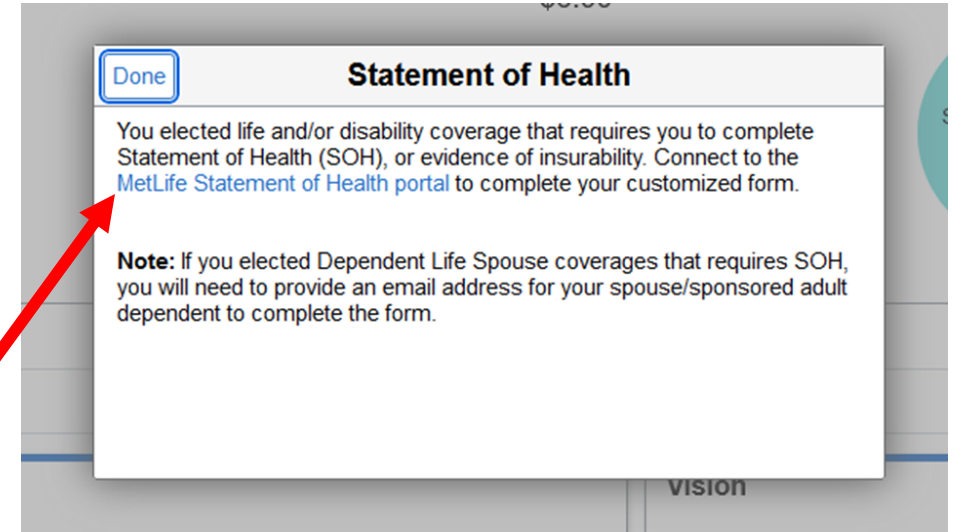 Done
Statement of Health
You elected life and/or disability coverage that requires you to complete
Statement of Health (SOH), or evidence of insurability. Connect to the
MetLife Statement of Health portal to complete your customized form.
Note: If you elected Dependent Life Spouse coverages that requires SOH,
you will need to provide an email address for your spouse/sponsored adult
dependent to complete the form.
Vision